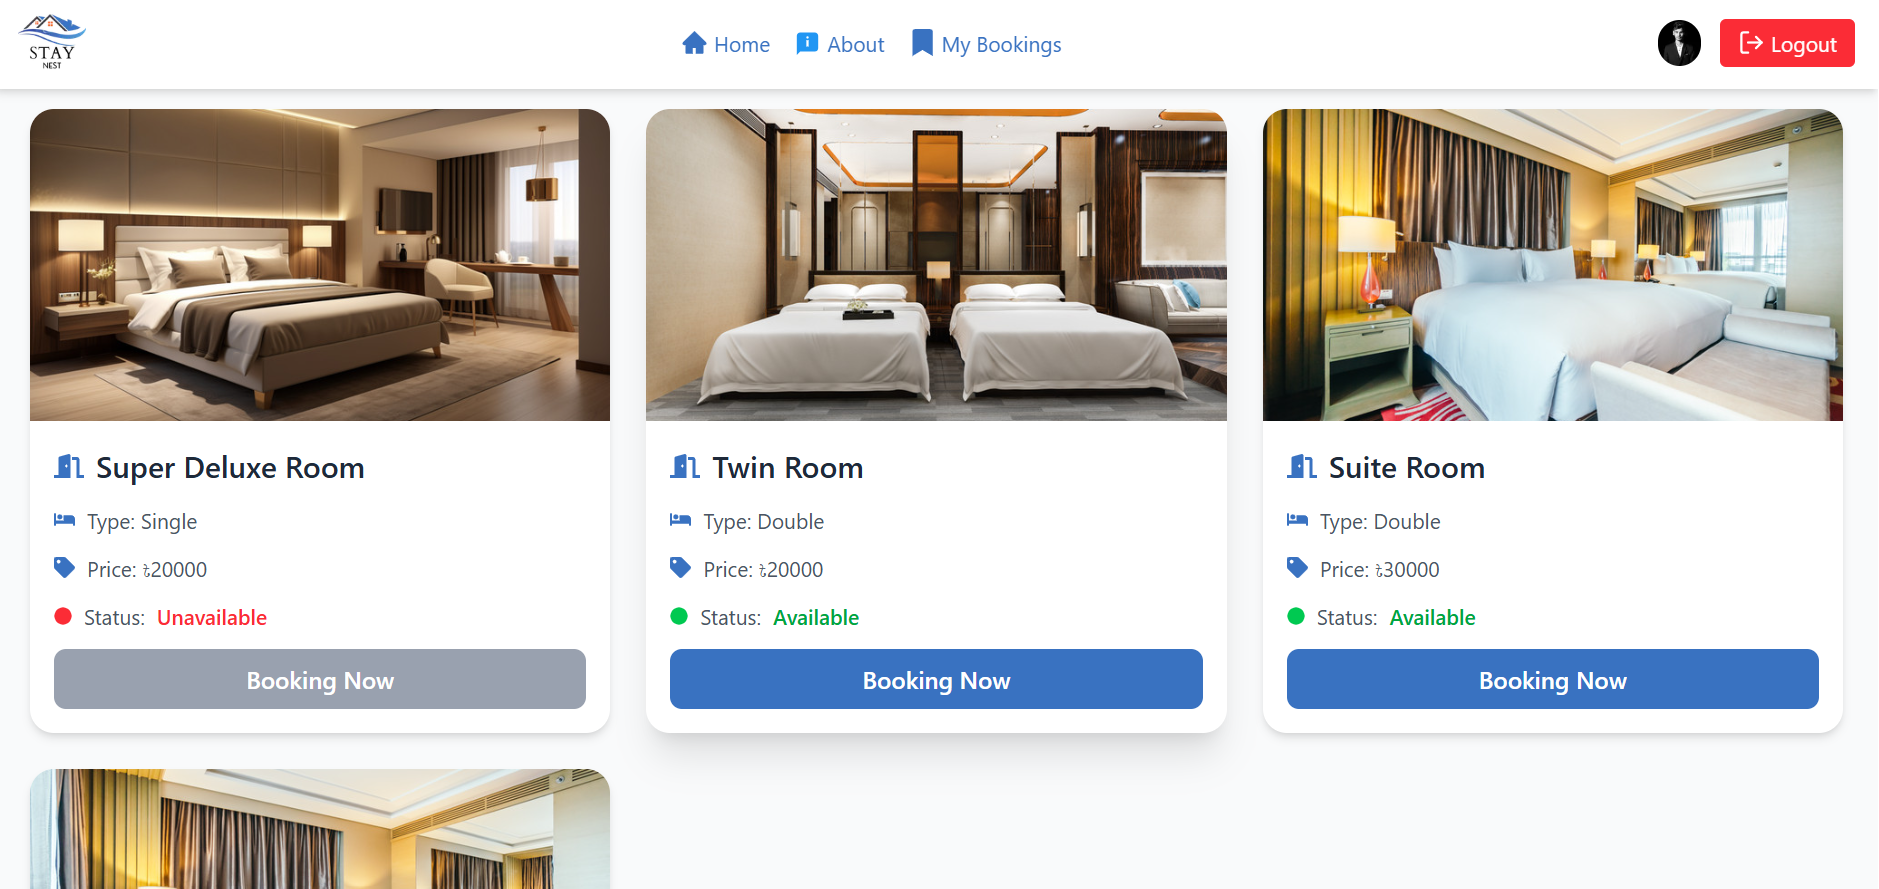 STAY
NEST
Home
About
My Bookings
Logout
Super Deluxe Room
Type: Single
Price: ৳20000
Status: Unavailable
Booking Now
Twin Room
Type: Double
Price: ৳20000
Status: Available
Booking Now
Suite Room
Type: Double
Price: ৳30000
Status: Available
Booking Now